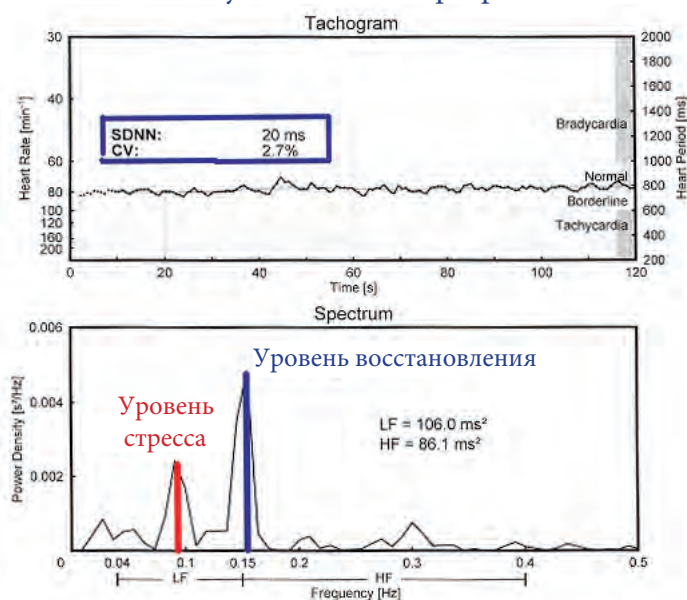 Tachogram
30
40
60
80
100
120
160
200
Heart Rate [min⁻¹]
SDNN: 20 ms
CV: 2.7%
Bradycardia
Normal
Borderline
Tachycardia
2000
1800
1600
1400
1200
1000
800
600
400
200
Heart Period [ms]
0 20 40 60 80 100 120
Time [s]
Spectrum
0.006
0.004
0.002
Power Density [s²/Hz]
Уровень восстановления
Уровень
стресса
LF = 106.0 ms²
HF = 86.1 ms²
0 0.04 0.1 0.15 0.2 0.3 0.4 0.5
LF HF
Frequency [Hz]